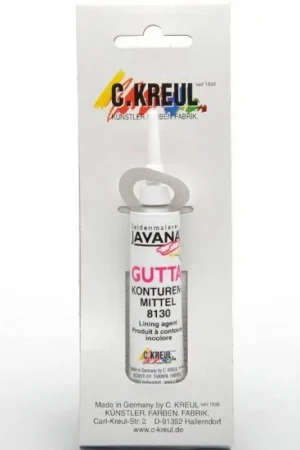 seit 1838
C.KREUL
KÜNSTLER. FARBEN. FABRIK.
Seidenmalerei
JAVANA
GUTTA
KONTUREN
MITTEL
8130
Lining agent
Produit à contours
incolore
C.KREUL
Made in Germany by C. KREUL seit 1838
KÜNSTLER. FARBEN. FABRIK.
Carl-Kreul-Str. 2 D-91352 Hallerndorf
www.c-kreul.de